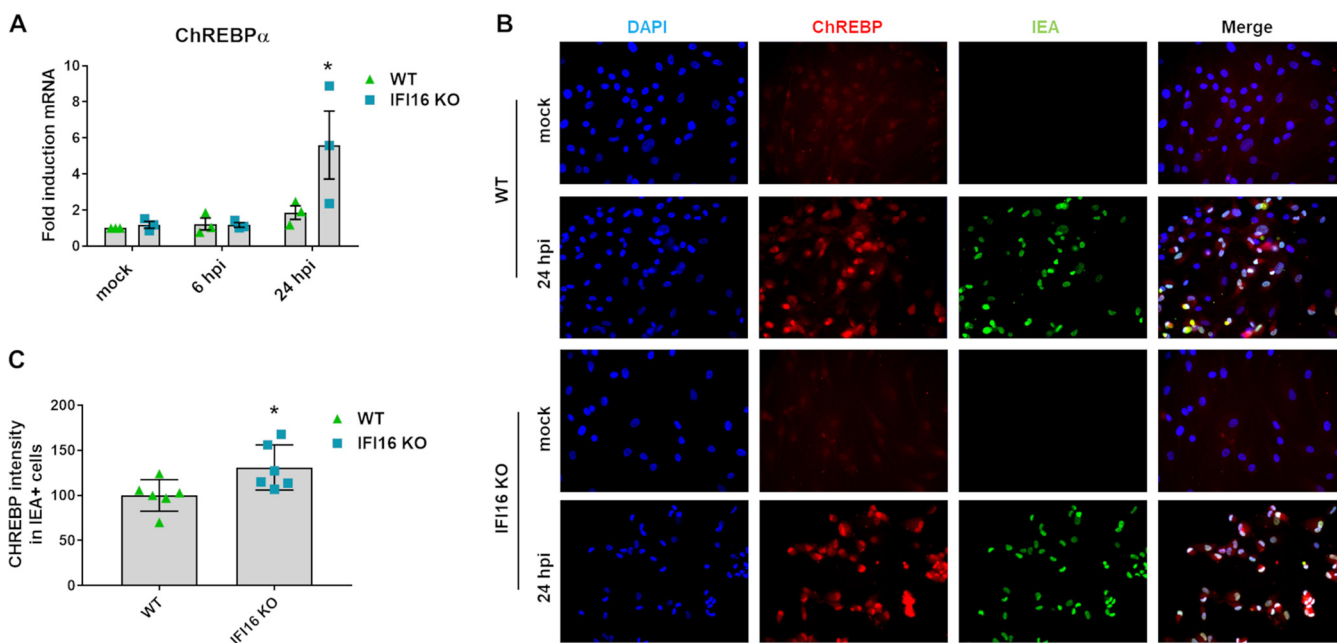 A
ChREBPα
Fold induction mRNA
10
8
6
4
2
0
*
WT
IFI16 KO
mock
6 hpi
24 hpi
B
DAPI
ChREBP
IEA
Merge
WT
mock
24 hpi
IFI16 KO
mock
24 hpi
C
CHREBP intensity
in IEA+ cells
200
150
100
50
0
*
WT
IFI16 KO
WT
IFI16 KO